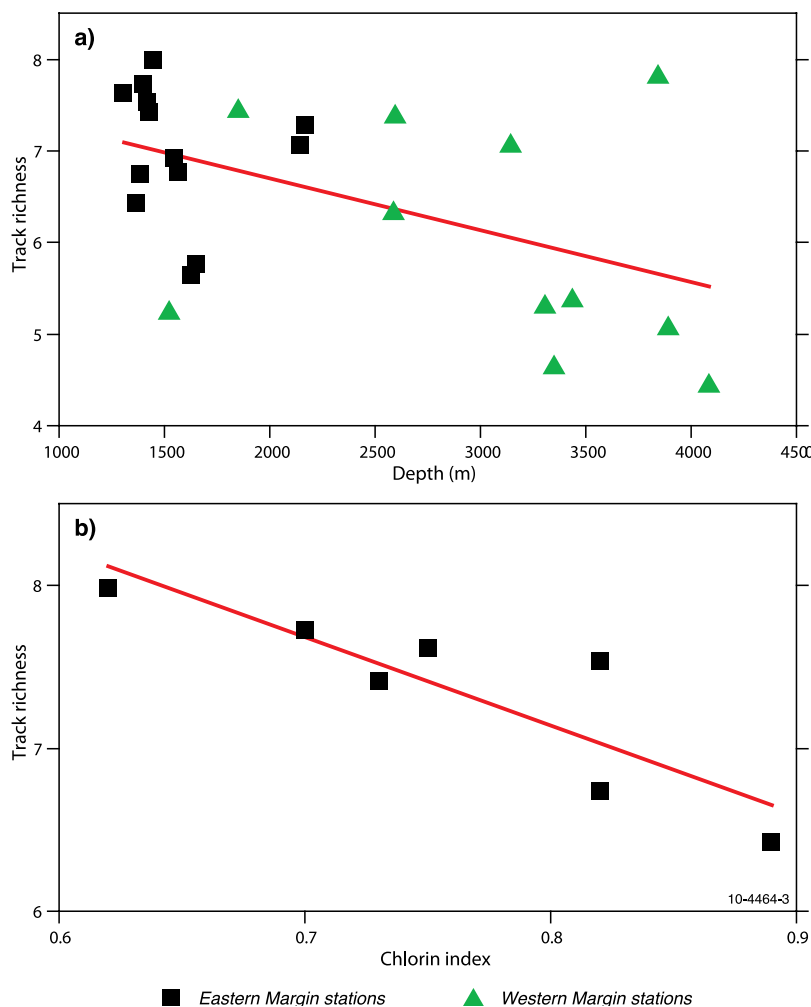 a)
8
7
6
5
4
Track richness
1000 1500 2000 2500 3000 3500 4000 4500
Depth (m)
b)
8
7
6
Track richness
10-4464-3
0.6 0.7 0.8 0.9
Chlorin index
Eastern Margin stations Western Margin stations